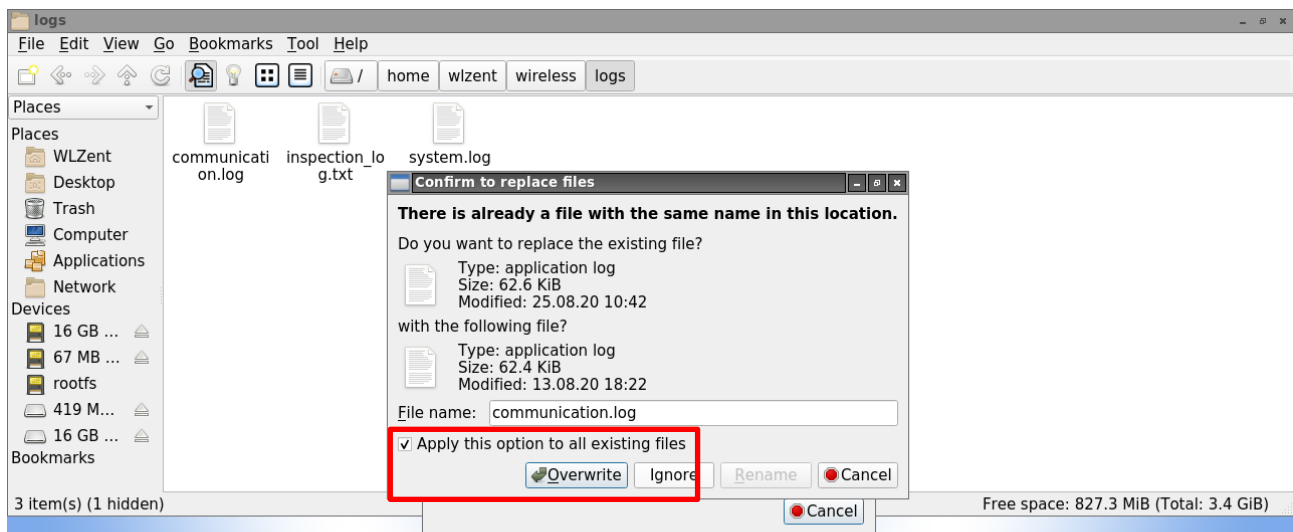 logs
File Edit View Go Bookmarks Tool Help
/ home wlzent wireless logs
Places
Places
WLZent
Desktop
Trash
Computer
Applications
Network
Devices
16 GB ...
67 MB ...
rootfs
419 M...
16 GB ...
Bookmarks
communicati
on.log
inspection_lo
g.txt
system.log
Confirm to replace files
There is already a file with the same name in this location.
Do you want to replace the existing file?
Type: application log
Size: 62.6 KiB
Modified: 25.08.20 10:42
with the following file?
Type: application log
Size: 62.4 KiB
Modified: 13.08.20 18:22
File name: communication.log
Apply this option to all existing files
Overwrite Ignore Rename Cancel
Cancel
3 item(s) (1 hidden)
Free space: 827.3 MiB (Total: 3.4 GiB)